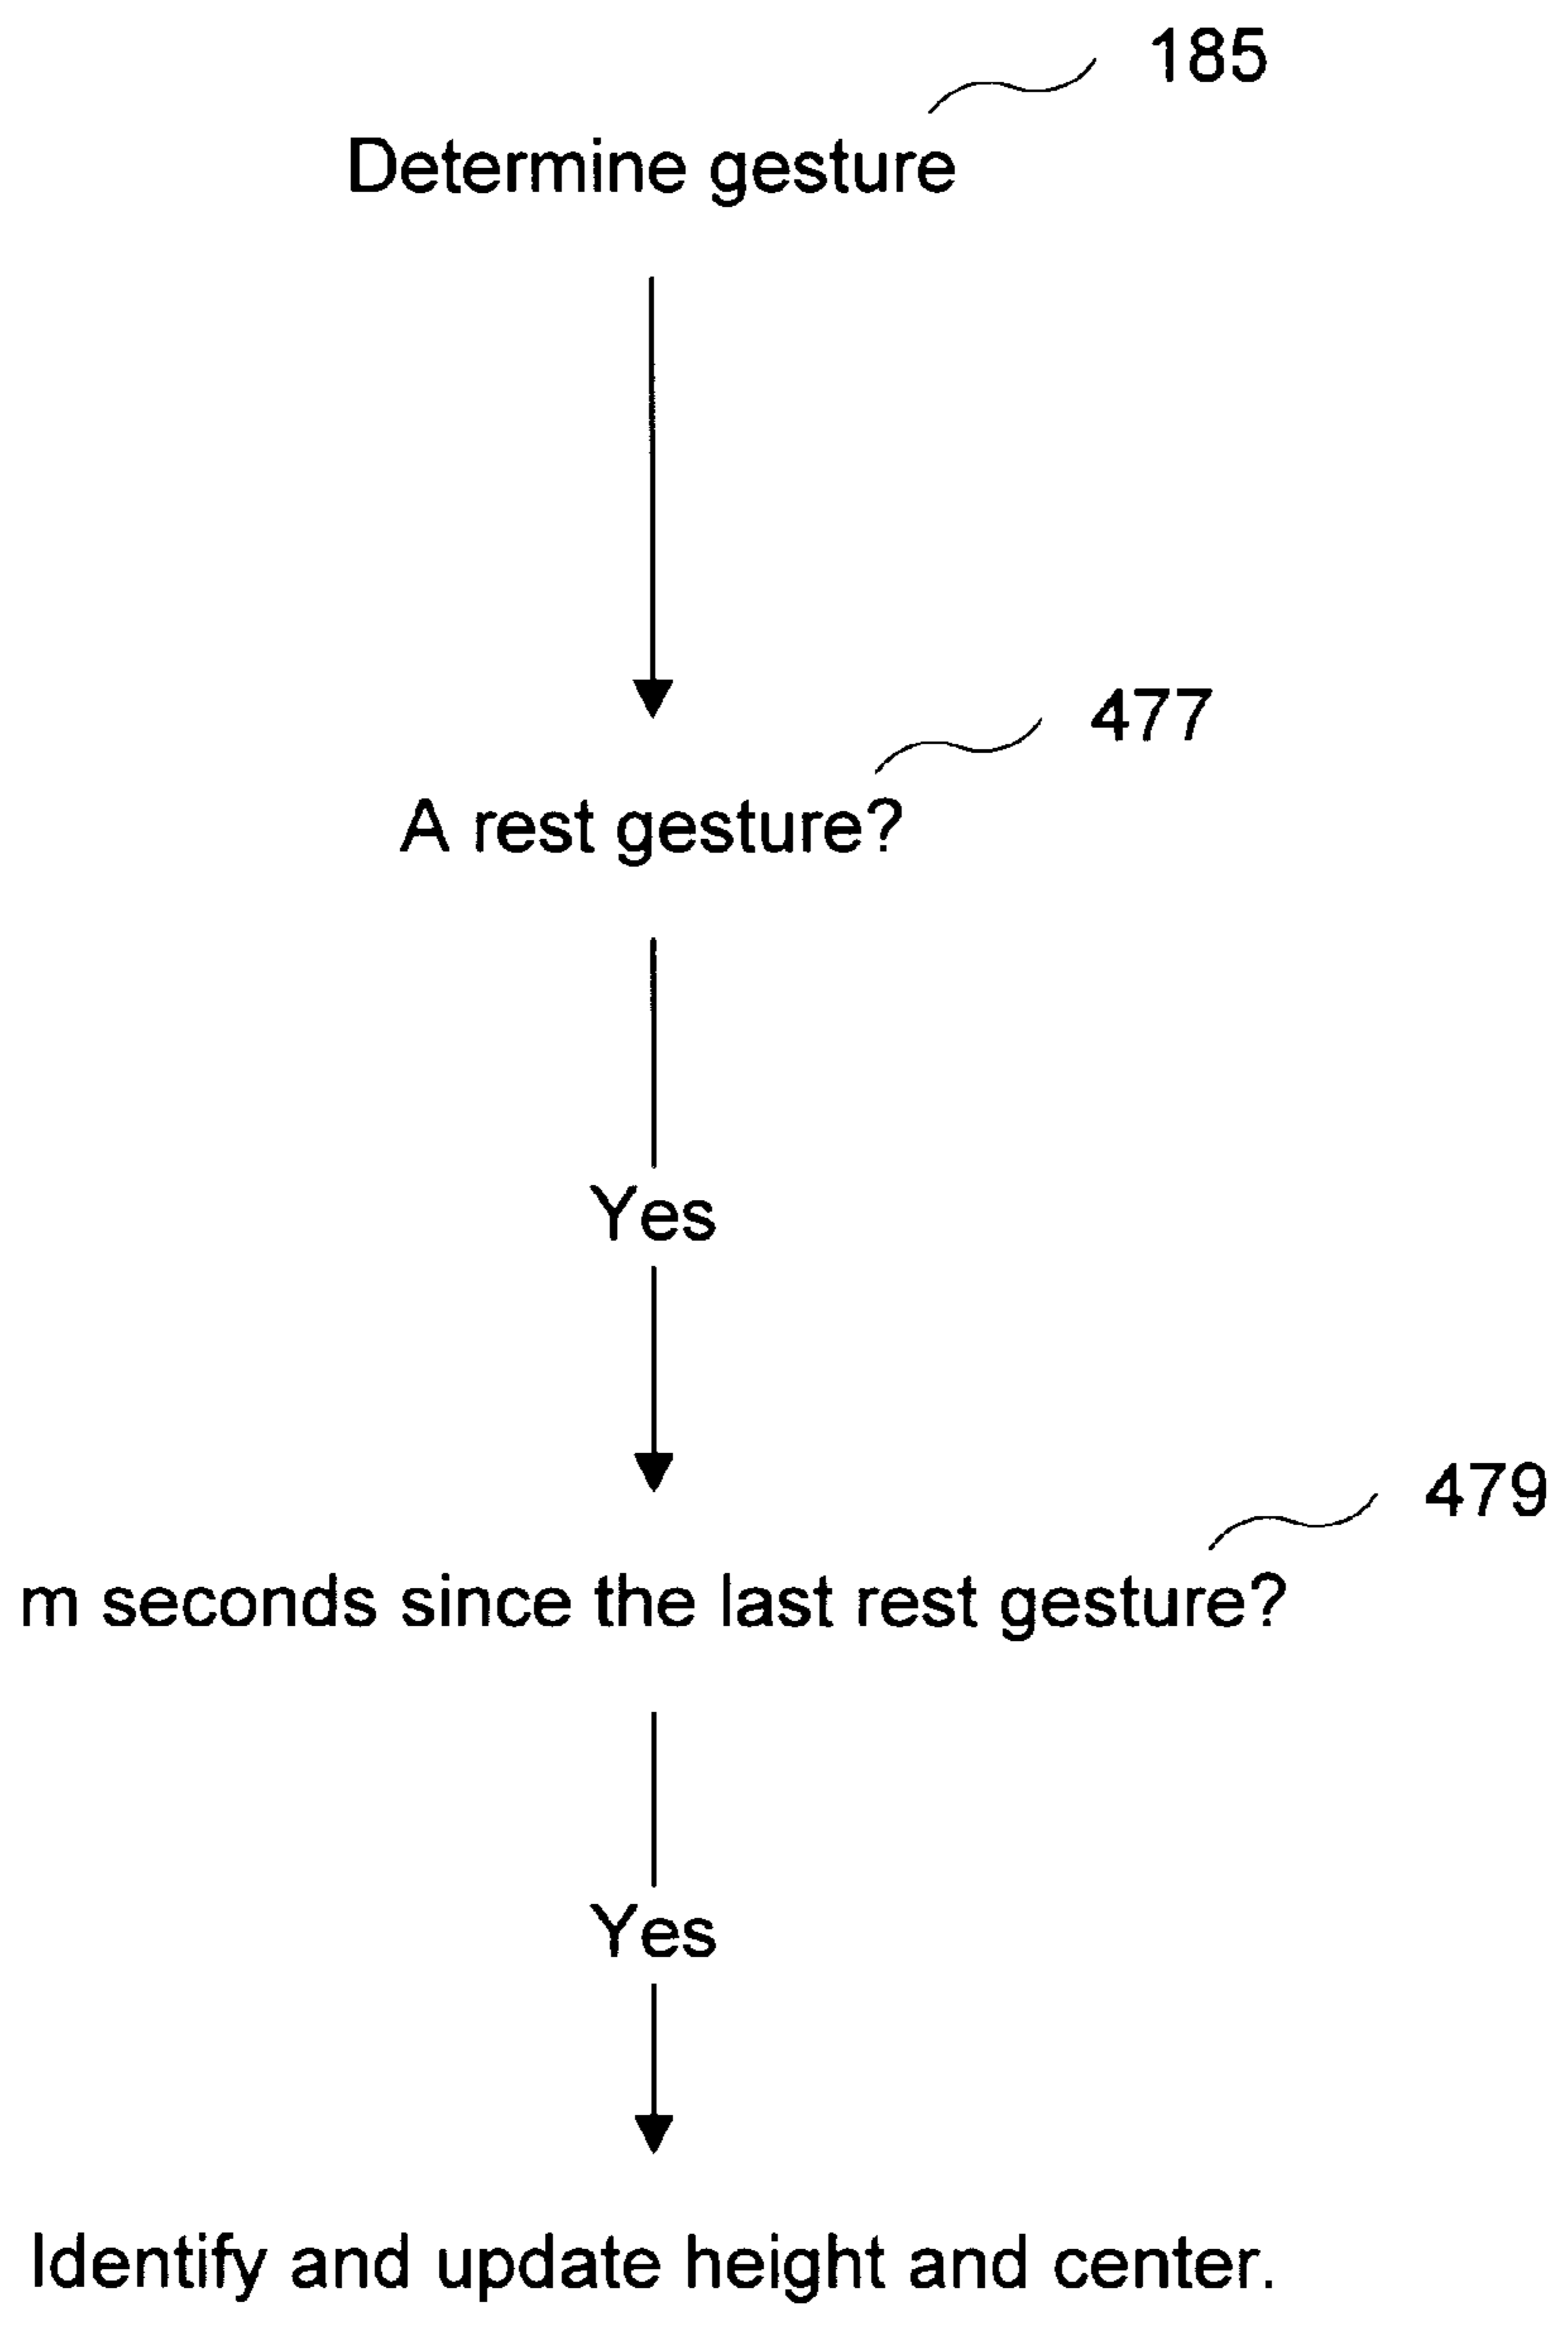 185
Determine gesture
477
A rest gesture?
Yes
479
m seconds since the last rest gesture?
Yes
Identify and update height and center.